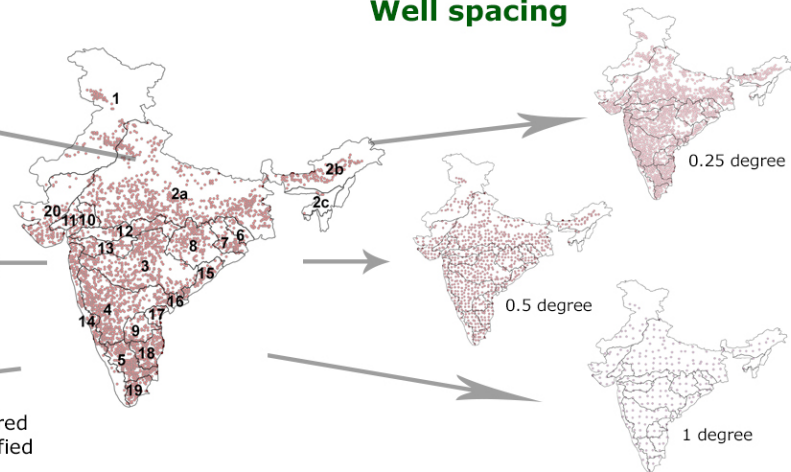 Well spacing
1
2b
2a
2c
20
11
10
12
6
7
8
13
3
15
16
4
17
14
9
18
5
19
0.25 degree
0.5 degree
1 degree
red
fied